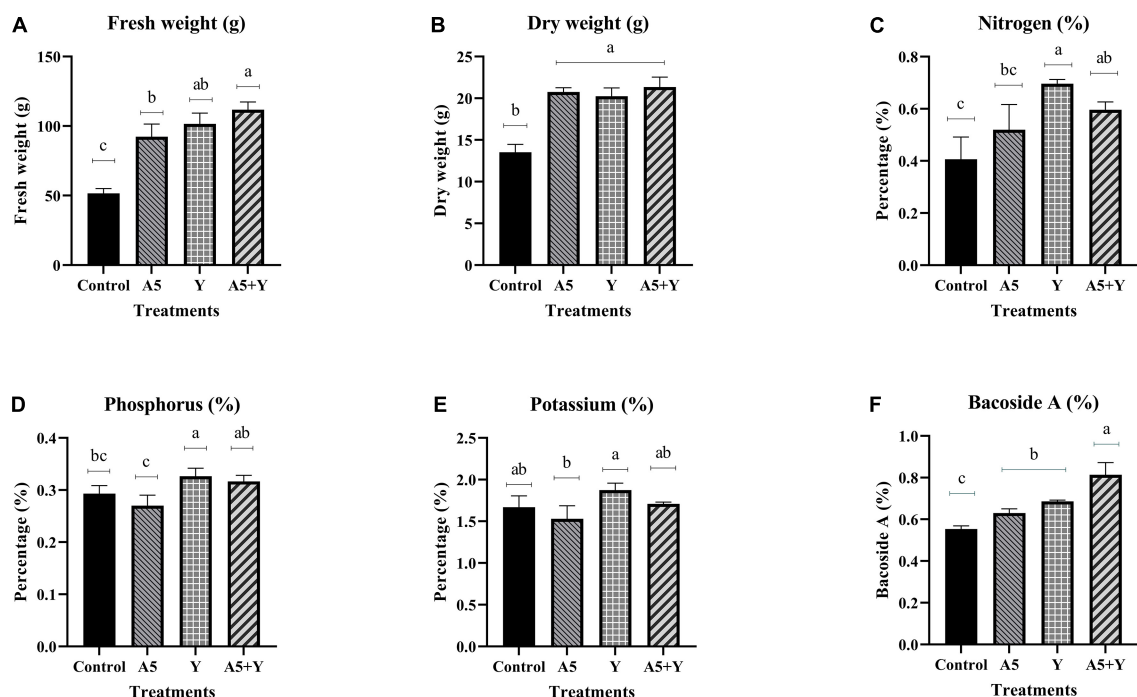 A Fresh weight (g)
Fresh weight (g)
150
100
50
0
c
b
ab
a
Control A5 Y A5+Y
Treatments
B Dry weight (g)
Dry weight (g)
25
20
15
10
5
0
b
a
Control A5 Y A5+Y
Treatments
C Nitrogen (%)
Percentage (%)
0.8
0.6
0.4
0.2
0.0
c
bc
a
ab
Control A5 Y A5+Y
Treatments
D Phosphorus (%)
Percentage (%)
0.4
0.3
0.2
0.1
0.0
bc
c
a
ab
Control A5 Y A5+Y
Treatments
E Potassium (%)
Percentage (%)
2.5
2.0
1.5
1.0
0.5
0.0
ab
b
a
ab
Control A5 Y A5+Y
Treatments
F Bacoside A (%)
Bacoside A (%)
1.0
0.8
0.6
0.4
0.2
0.0
c
b
a
Control A5 Y A5+Y
Treatments